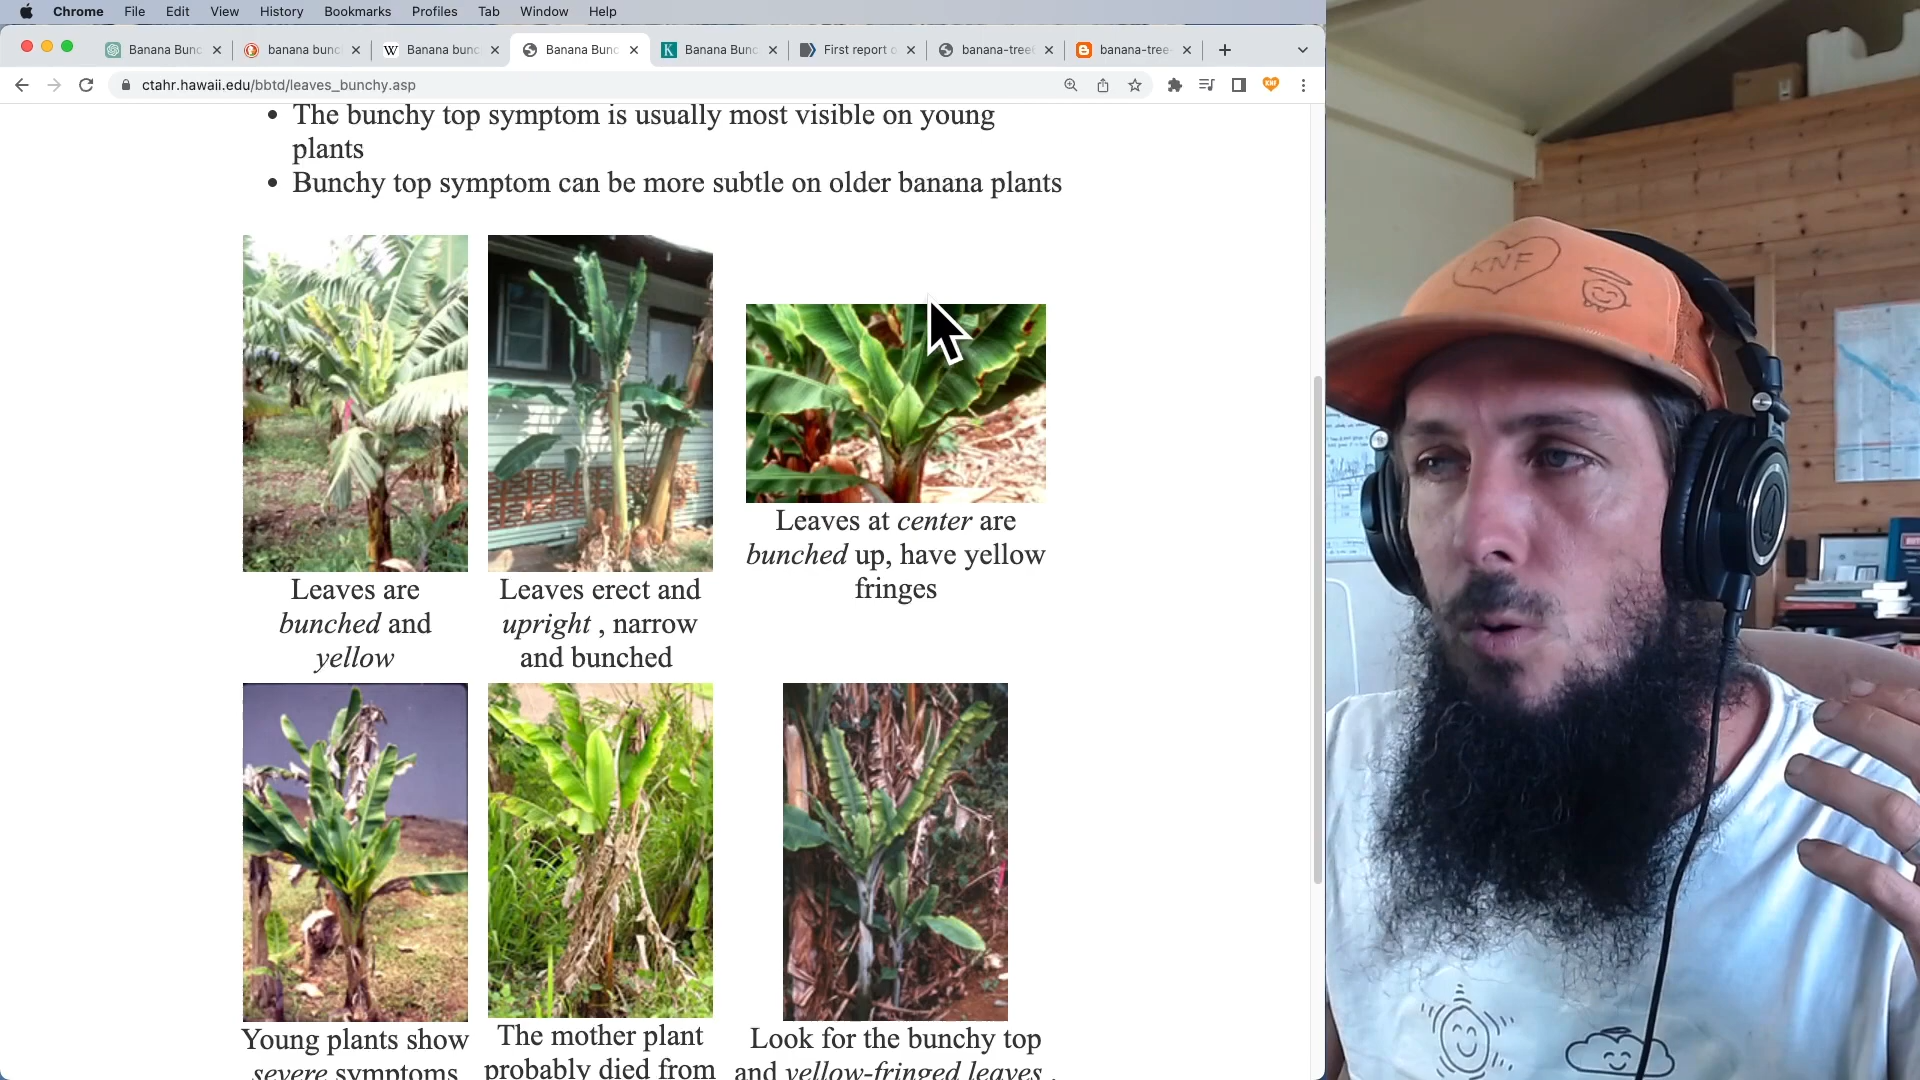 Chrome File Edit View History Bookmarks Profiles Tab Window Help
Banana Bunc banana bunc Banana bunc Banana Bunc Banana Bunc First report o banana-tree banana-tree-
ctahr.hawaii.edu/bbtd/leaves_bunchy.asp
• The bunchy top symptom is usually most visible on young
plants
• Bunchy top symptom can be more subtle on older banana plants
Leaves are
bunched and
yellow
Leaves erect and
upright , narrow
and bunched
Leaves at center are
bunched up, have yellow
fringes
Young plants show
severe symptoms
The mother plant
probably died from
Look for the bunchy top
and yellow-fringed leaves .
KNF